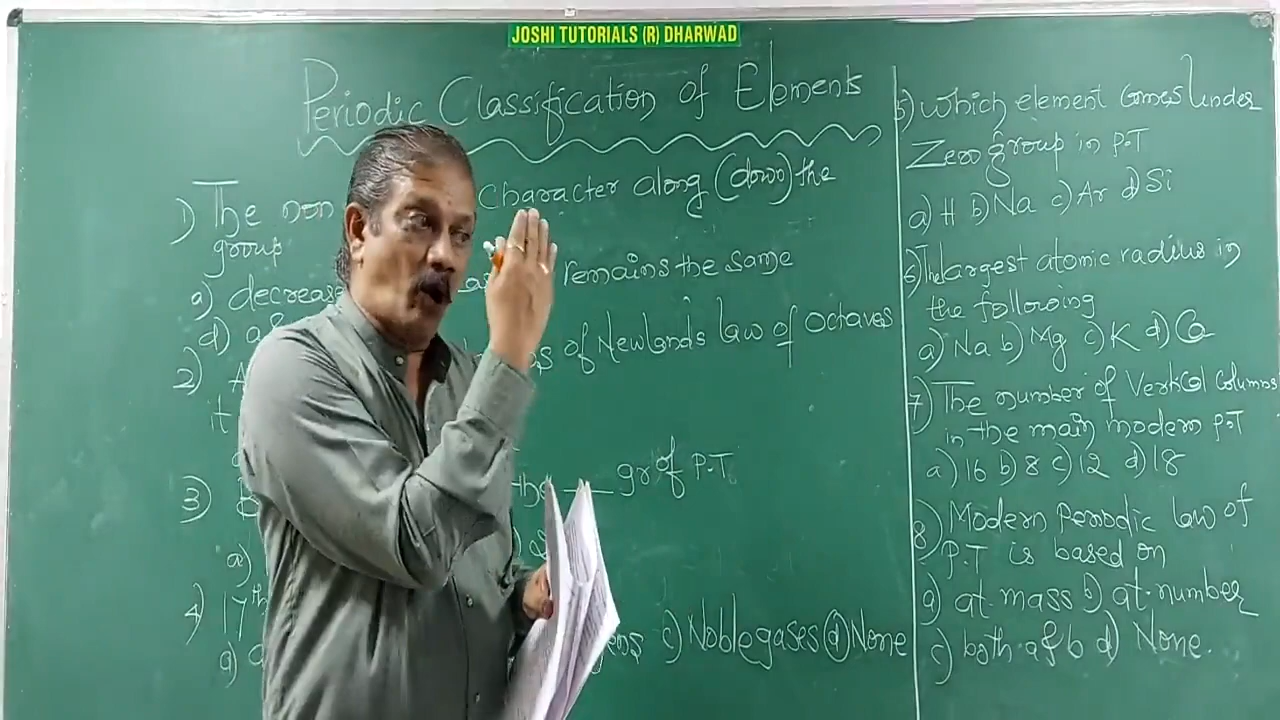 JOSHI TUTORIALS (R) DHARWAD
Periodic Classification of Elements
1) The non character along (down) the
group
a) decrease remains the same
d) a
2) A of Newlands law of octaves
it
3) the __ gr of P.T
a)
4) 17th
a) c) Noble gases d) None
5) Which element comes under
Zero group in P.T
a) H b) Na c) Ar d) Si
6) The largest atomic radius in
the following
a) Na b) Mg c) K d) Ca
7) The number of Vertical Columns
in the main modern P.T
a) 16 b) 8 c) 12 d) 18
8) Modern periodic law of
P.T is based on
a) at. mass b) at. number
c) both a & b d) None.